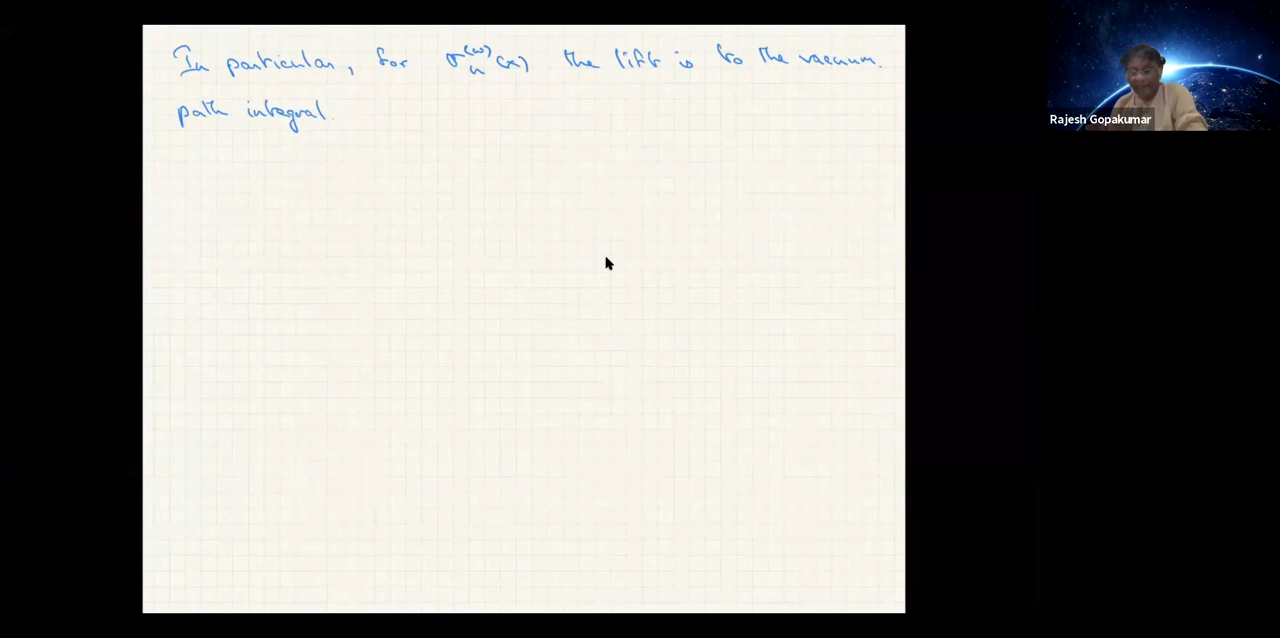 In particular, for σ_n^(w)(x) the lift is to the vacuum.
path integral.
Rajesh Gopakumar